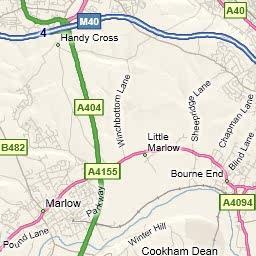 A40
M40
4
Handy Cross
Winchbottom Lane
Sheepridge Lane
Chapman Lane
A404
B482
Blind Lane
Little
Marlow
A4155
Bourne End
Parkway
A4094
Marlow
Pound Lane
Winter Hill
Cookham Dean